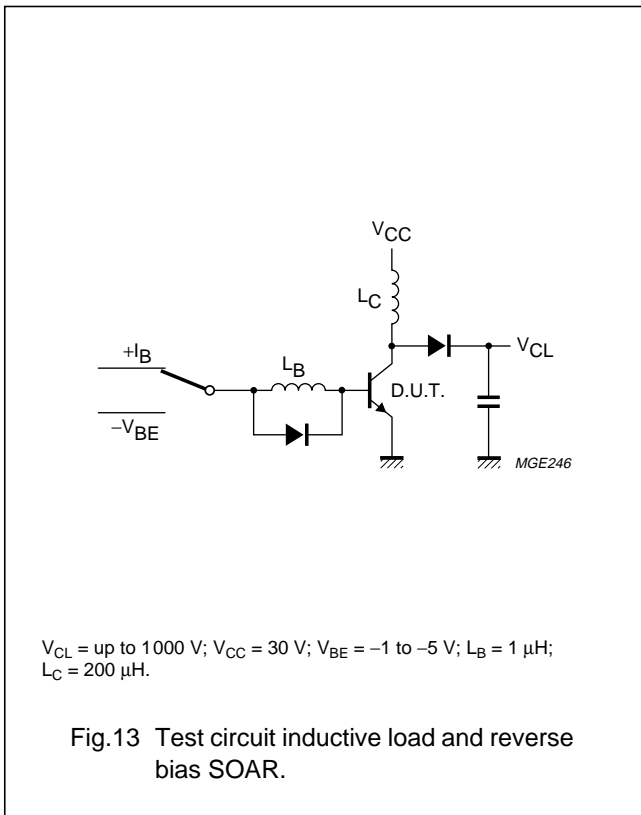 VCC
LC
+IB
LB
VCL
D.U.T.
−VBE
MGE246
VCL = up to 1000 V; VCC = 30 V; VBE = −1 to −5 V; LB = 1 μH;
LC = 200 μH.
Fig.13 Test circuit inductive load and reverse
bias SOAR.